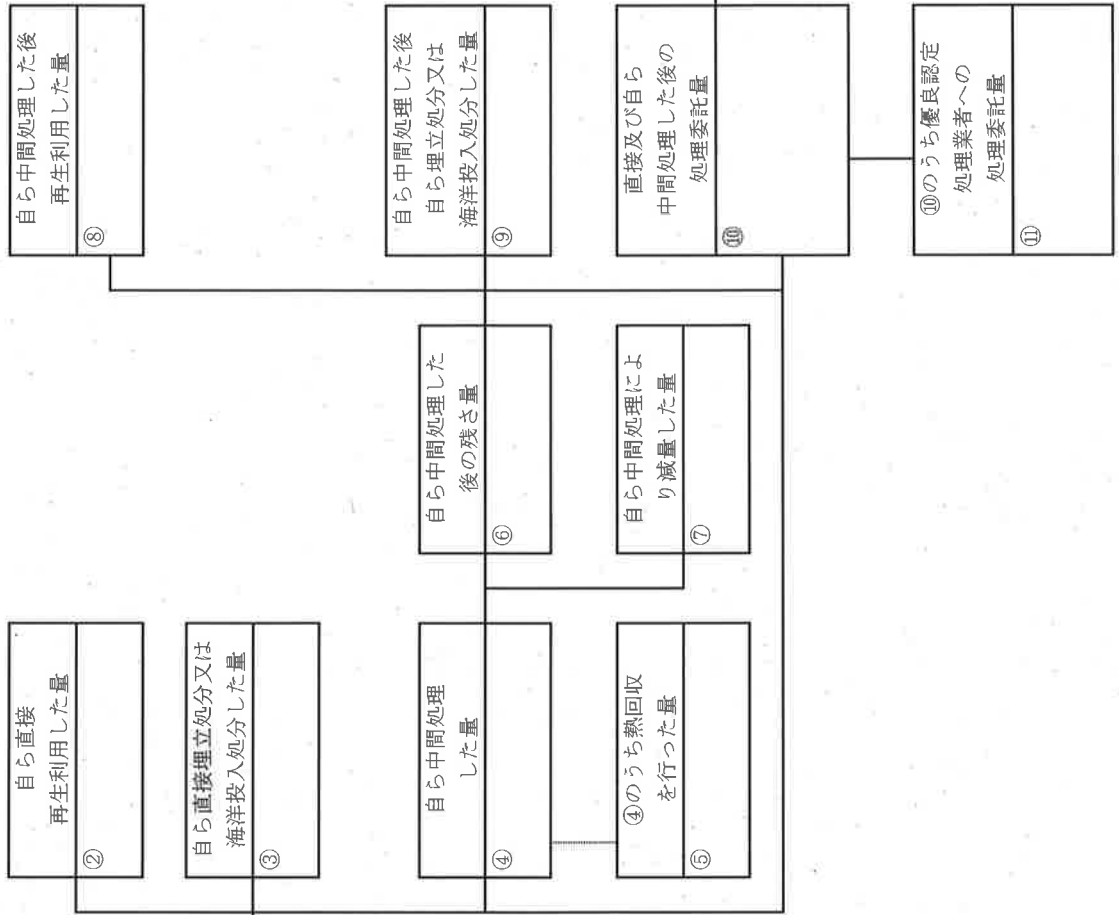 自ら直接
再生利用した量
②
自ら直接埋立処分又は
海洋投入処分した量
③
自ら中間処理
した量
④
④のうち熱回収
を行った量
⑤
自ら中間処理した
後の残さ量
⑥
自ら中間処理によ
り減量した量
⑦
自ら中間処理した後
再生利用した量
⑧
自ら中間処理した後
自ら埋立処分又は
海洋投入処分した量
⑨
直接及び自ら
中間処理した後の
処理委託量
⑩
⑩のうち優良認定
処理業者への
処理委託量
⑪